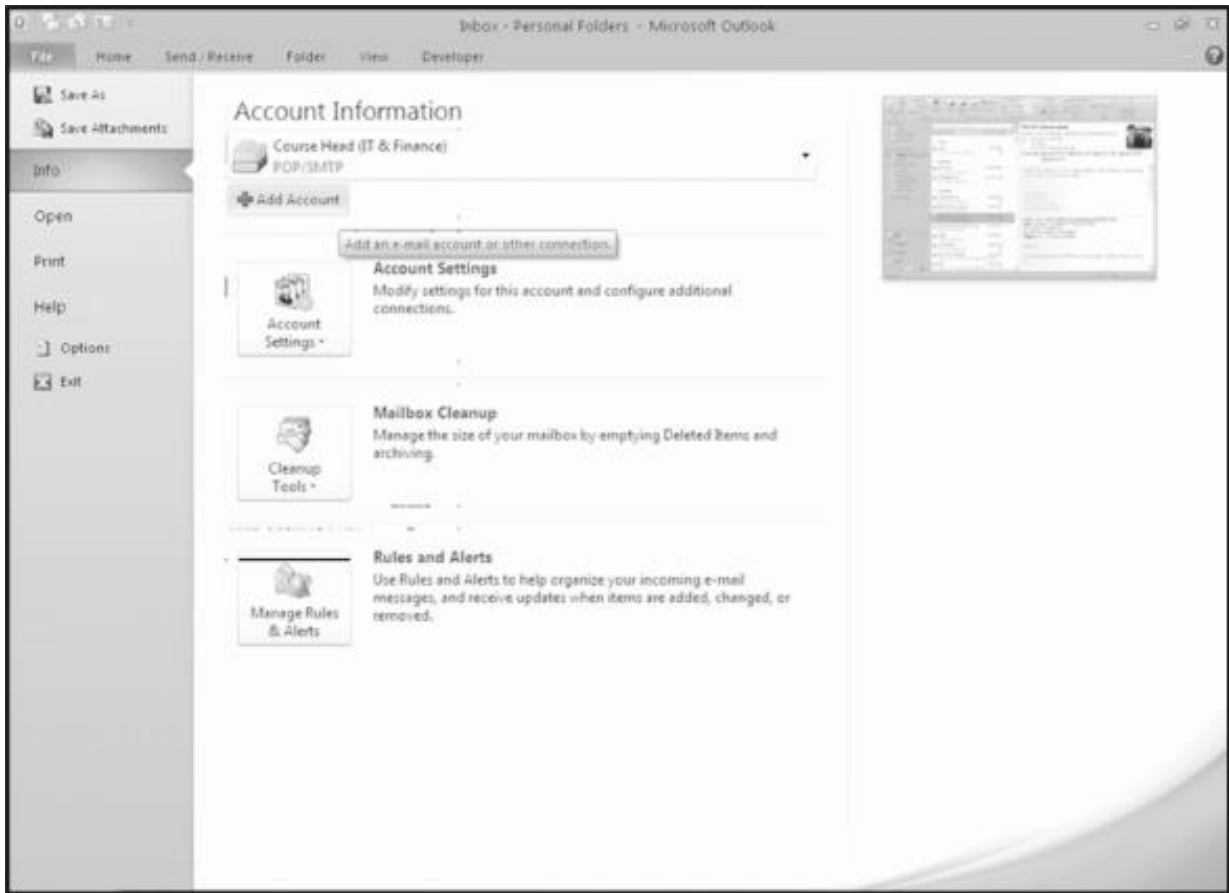 Inbox - Personal Folders - Microsoft Outlook
File Home Send / Receive Folder View Developer
Save As
Save Attachments
Info
Open
Print
Help
Options
Exit
Account Information
Course Head (IT & Finance)
POP/SMTP
Add Account
Add an e-mail account or other connection.
Account Settings
Modify settings for this account and configure additional
connections.
Account
Settings
Mailbox Cleanup
Manage the size of your mailbox by emptying Deleted Items and
archiving.
Cleanup
Tools
Rules and Alerts
Use Rules and Alerts to help organize your incoming e-mail
messages, and receive updates when items are added, changed, or
removed.
Manage Rules
& Alerts